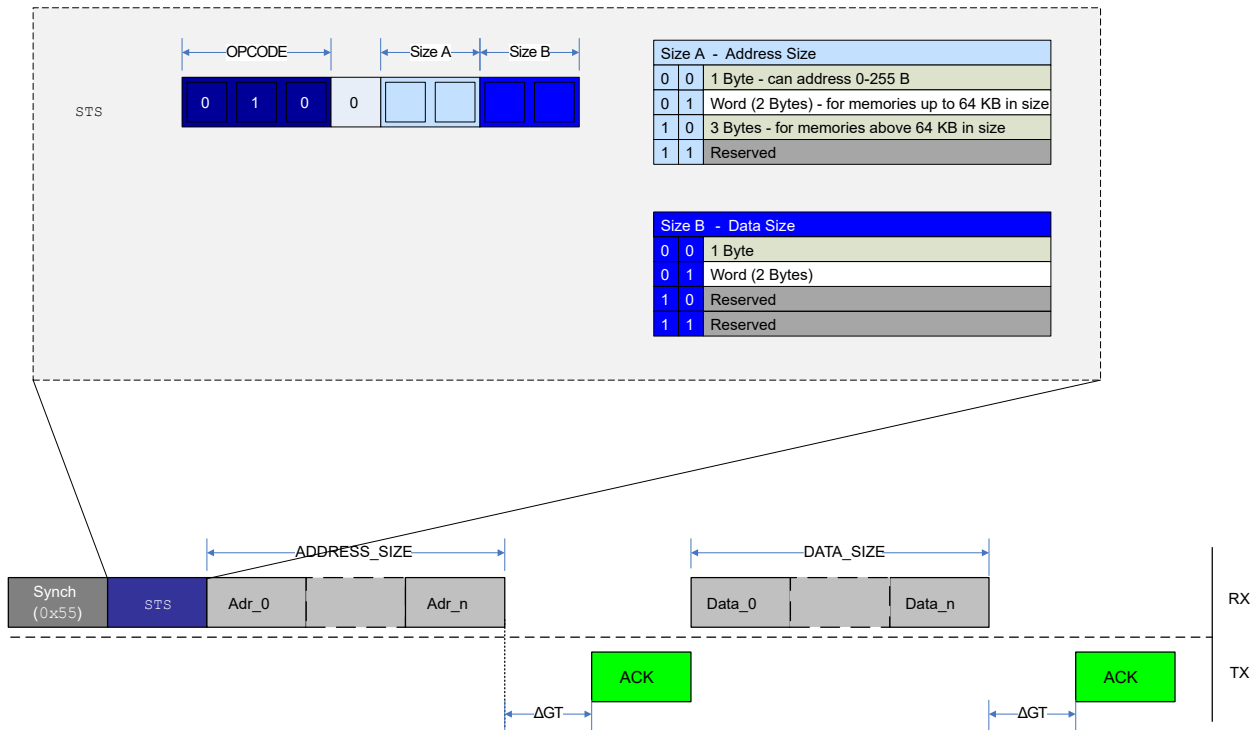 OPCODE Size A Size B
STS 0 1 0 0
Size A - Address Size
0 0 1 Byte - can address 0-255 B
0 1 Word (2 Bytes) - for memories up to 64 KB in size
1 0 3 Bytes - for memories above 64 KB in size
1 1 Reserved
Size B - Data Size
0 0 1 Byte
0 1 Word (2 Bytes)
1 0 Reserved
1 1 Reserved
ADDRESS_SIZE DATA_SIZE
Synch
(0x55) STS Adr_0 Adr_n Data_0 Data_n RX
ACK ACK TX
ΔGT ΔGT